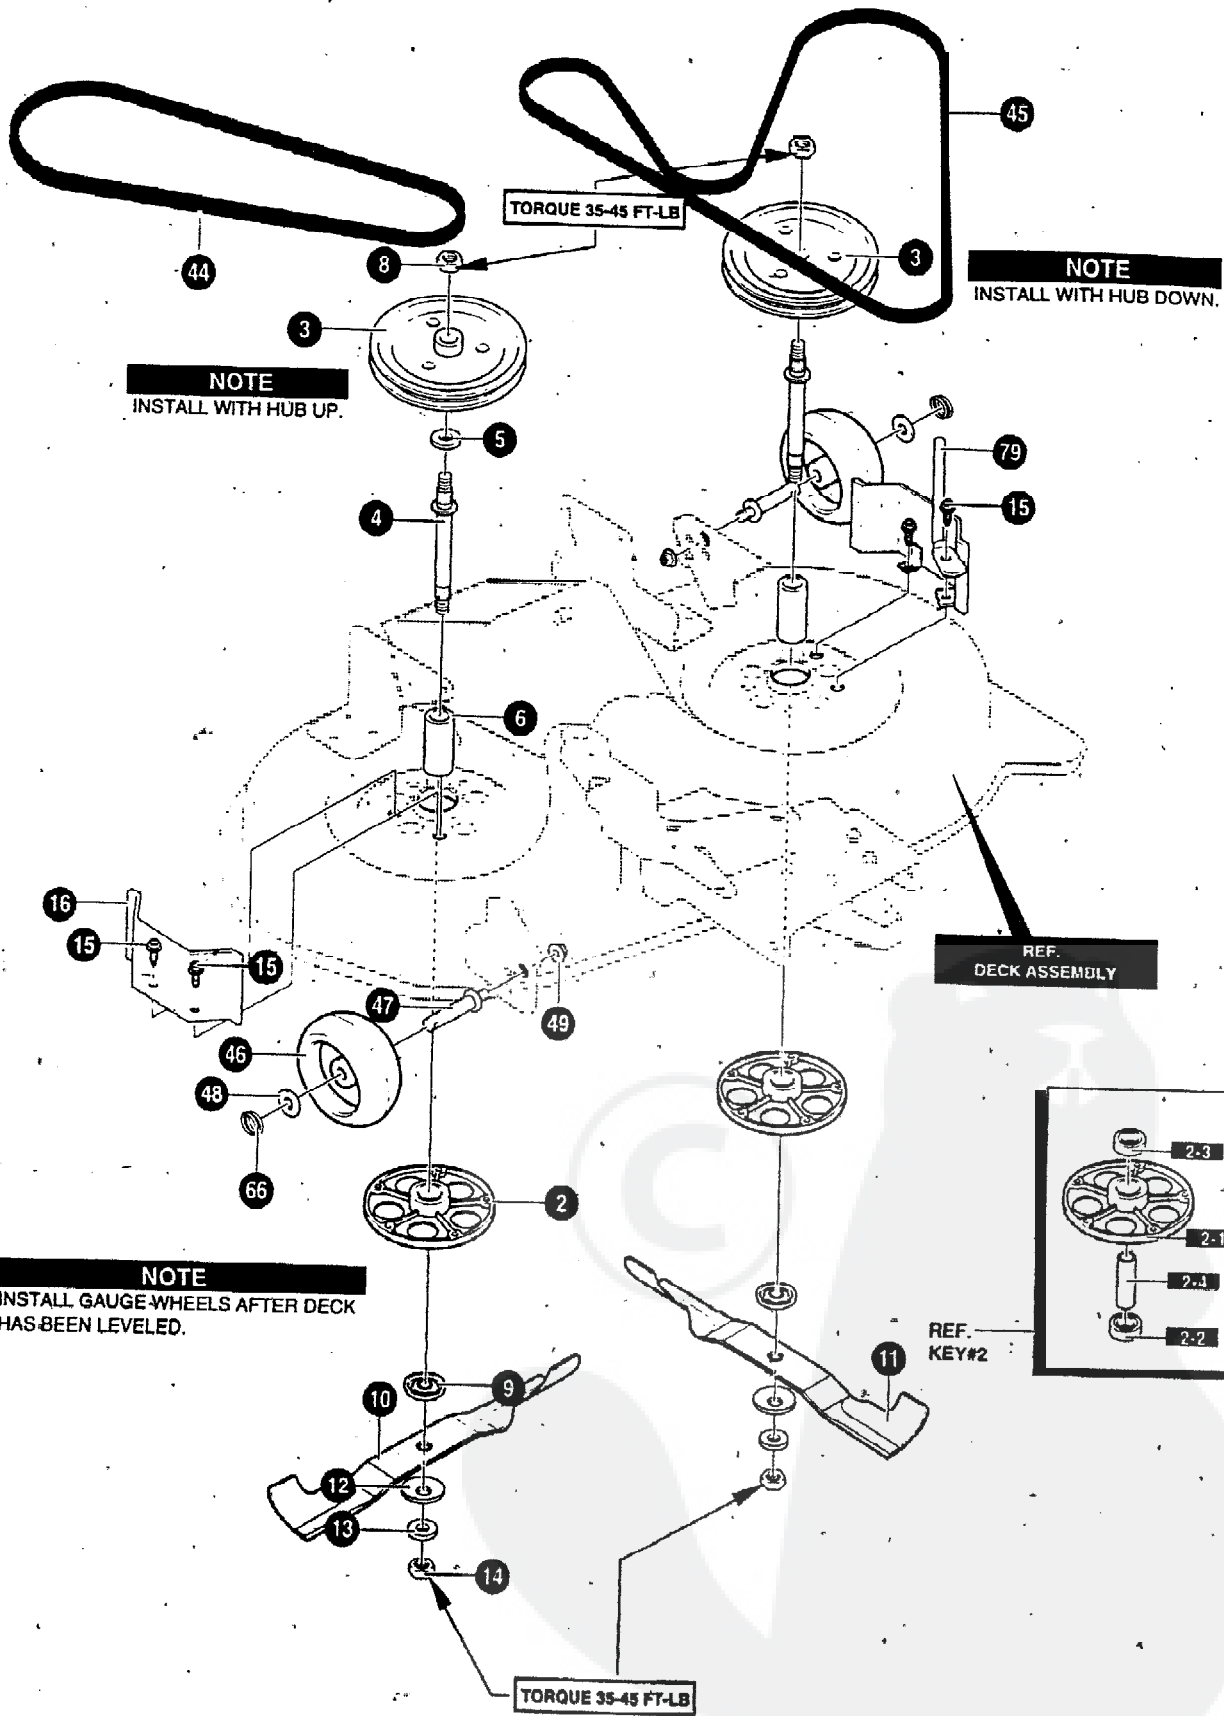 45
TORQUE 35-45 FT-LB
44
8
3
3
NOTE
INSTALL WITH HUB DOWN.
NOTE
INSTALL WITH HUB UP.
5
79
15
4
6
16
15
15
REF.
DECK ASSEMBLY
47
49
46
48
66
2
2-3
2-1
2-4
2-2
NOTE
INSTALL GAUGE-WHEELS AFTER DECK
HAS BEEN LEVELED.
REF.
KEY#2
11
9
10
12
13
14
TORQUE 35-45 FT-LB
©